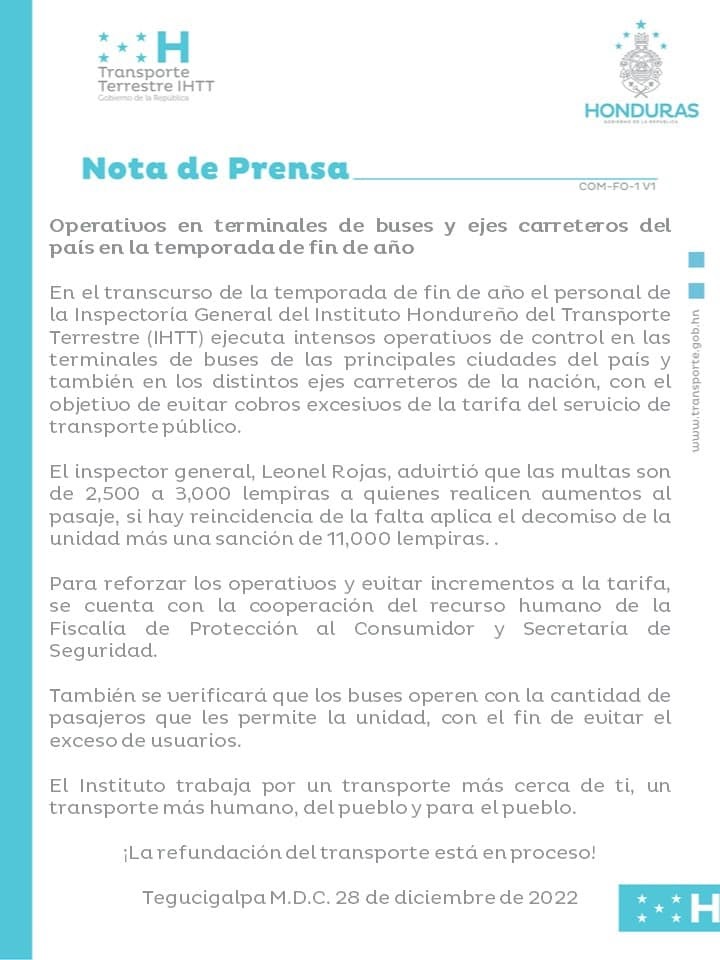 H
Transporte
Terrestre IHTT
Gobierno de la República
HONDURAS
GOBIERNO DE LA REPÚBLICA
Nota de Prensa
COM-FO-1 V1
Operativos en terminales de buses y ejes carreteros del
país en la temporada de fin de año
En el transcurso de la temporada de fin de año el personal de
la Inspectoría General del Instituto Hondureño del Transporte
Terrestre (IHTT) ejecuta intensos operativos de control en las
terminales de buses de las principales ciudades del país y
también en los distintos ejes carreteros de la nación, con el
objetivo de evitar cobros excesivos de la tarifa del servicio de
transporte público.
El inspector general, Leonel Rojas, advirtió que las multas son
de 2,500 a 3,000 lempiras a quienes realicen aumentos al
pasaje, si hay reincidencia de la falta aplica el decomiso de la
unidad más una sanción de 11,000 lempiras. .
Para reforzar los operativos y evitar incrementos a la tarifa,
se cuenta con la cooperación del recurso humano de la
Fiscalía de Protección al Consumidor y Secretaría de
Seguridad.
También se verificará que los buses operen con la cantidad de
pasajeros que les permite la unidad, con el fin de evitar el
exceso de usuarios.
El Instituto trabaja por un transporte más cerca de ti, un
transporte más humano, del pueblo y para el pueblo.
¡La refundación del transporte está en proceso!
Tegucigalpa M.D.C. 28 de diciembre de 2022
www.transporte.gob.hn
H